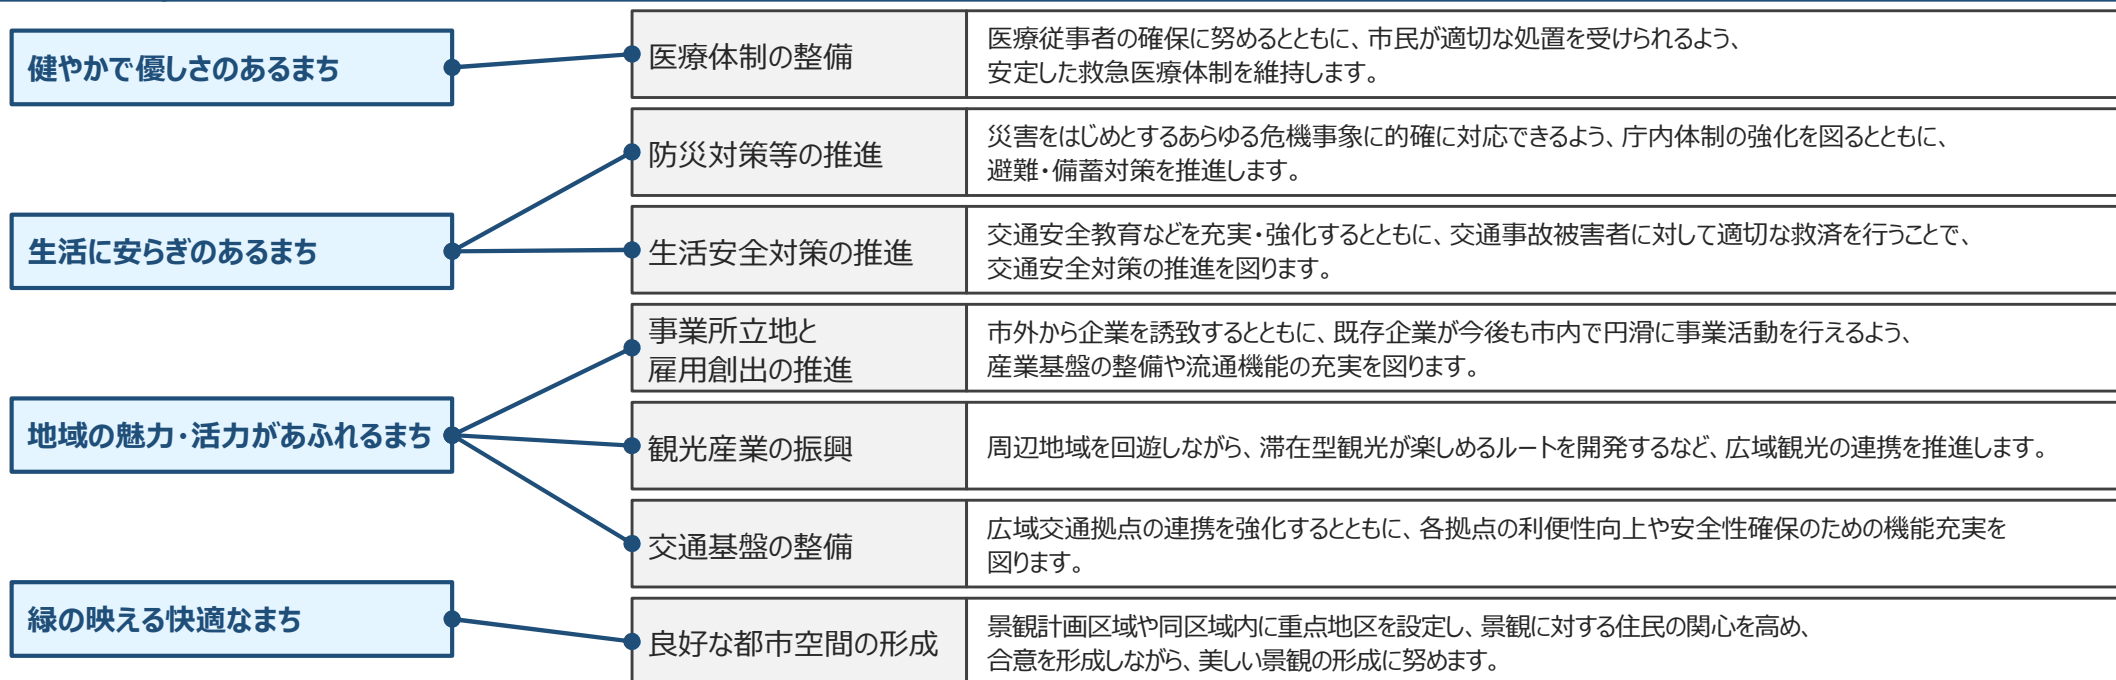 健やかで優しさのあるまち
医療体制の整備
医療従事者の確保に努めるとともに、市民が適切な処置を受けられるよう、
安定した救急医療体制を維持します。
生活に安らぎのあるまち
防災対策等の推進
災害をはじめとするあらゆる危機事象に的確に対応できるよう、庁内体制の強化を図るとともに、
避難・備蓄対策を推進します。
生活安全対策の推進
交通安全教育などを充実・強化するとともに、交通事故被害者に対して適切な救済を行うことで、
交通安全対策の推進を図ります。
地域の魅力・活力があふれるまち
事業所立地と
雇用創出の推進
市外から企業を誘致するとともに、既存企業が今後も市内で円滑に事業活動を行えるよう、
産業基盤の整備や流通機能の充実を図ります。
観光産業の振興
周辺地域を回遊しながら、滞在型観光が楽しめるルートを開発するなど、広域観光の連携を推進します。
交通基盤の整備
広域交通拠点の連携を強化するとともに、各拠点の利便性向上や安全性確保のための機能充実を
図ります。
緑の映える快適なまち
良好な都市空間の形成
景観計画区域や同区域内に重点地区を設定し、景観に対する住民の関心を高め、
合意を形成しながら、美しい景観の形成に努めます。